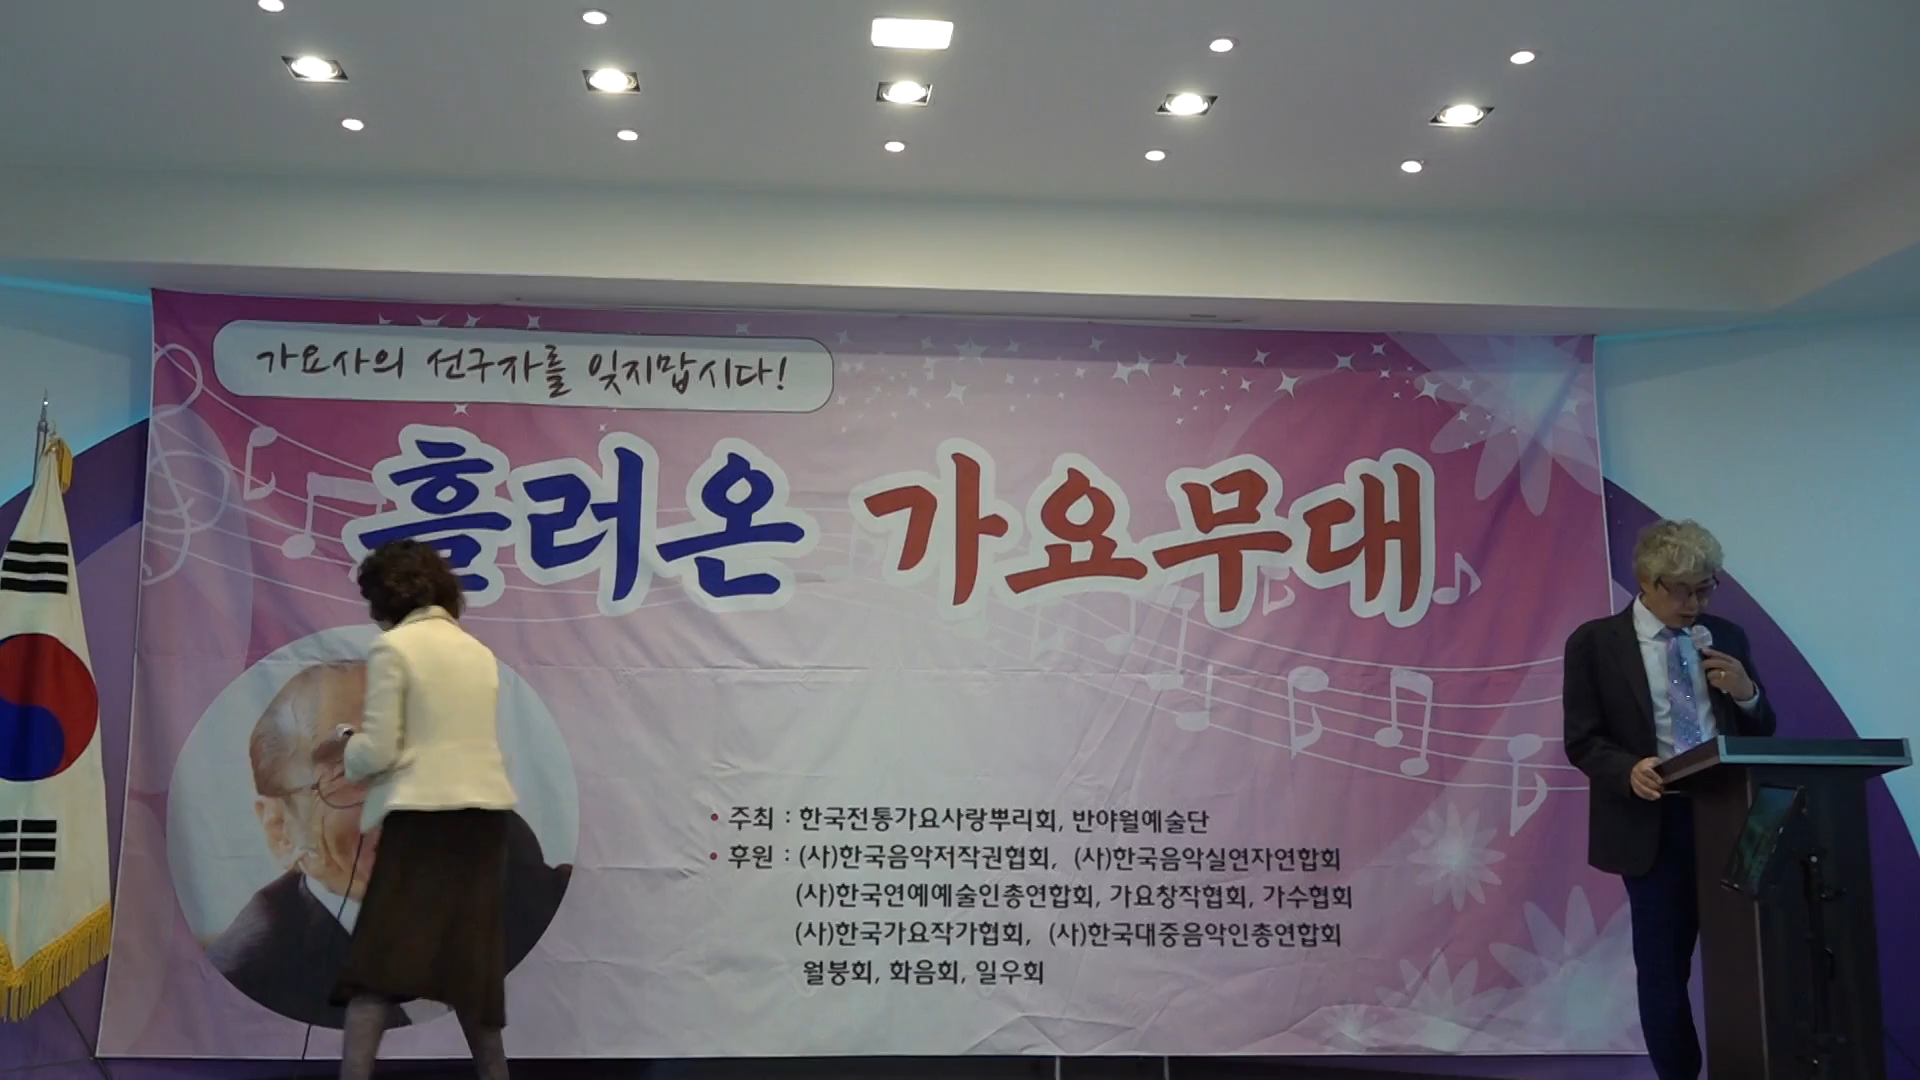 가요사의 선구자를 잊지맙시다!
흘러온 가요무대
• 주최 : 한국전통가요사랑뿌리회, 반야월예술단
• 후원 : (사)한국음악저작권협회, (사)한국음악실연자연합회
(사)한국연예예술인총연합회, 가요창작협회, 가수협회
(사)한국가요작가협회, (사)한국대중음악인총연합회
월붕회, 화음회, 일우회